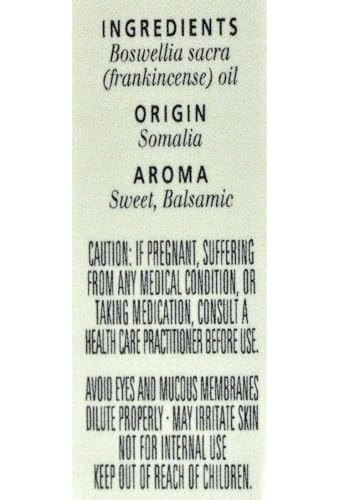 INGREDIENTS
Boswellia sacra
(frankincense) oil
ORIGIN
Somalia
AROMA
Sweet, Balsamic
CAUTION: IF PREGNANT, SUFFERING
FROM ANY MEDICAL CONDITION, OR
TAKING MEDICATION, CONSULT A
HEALTH CARE PRACTITIONER BEFORE USE.
AVOID EYES AND MUCOUS MEMBRANES
DILUTE PROPERLY · MAY IRRITATE SKIN
NOT FOR INTERNAL USE
KEEP OUT OF REACH OF CHILDREN.